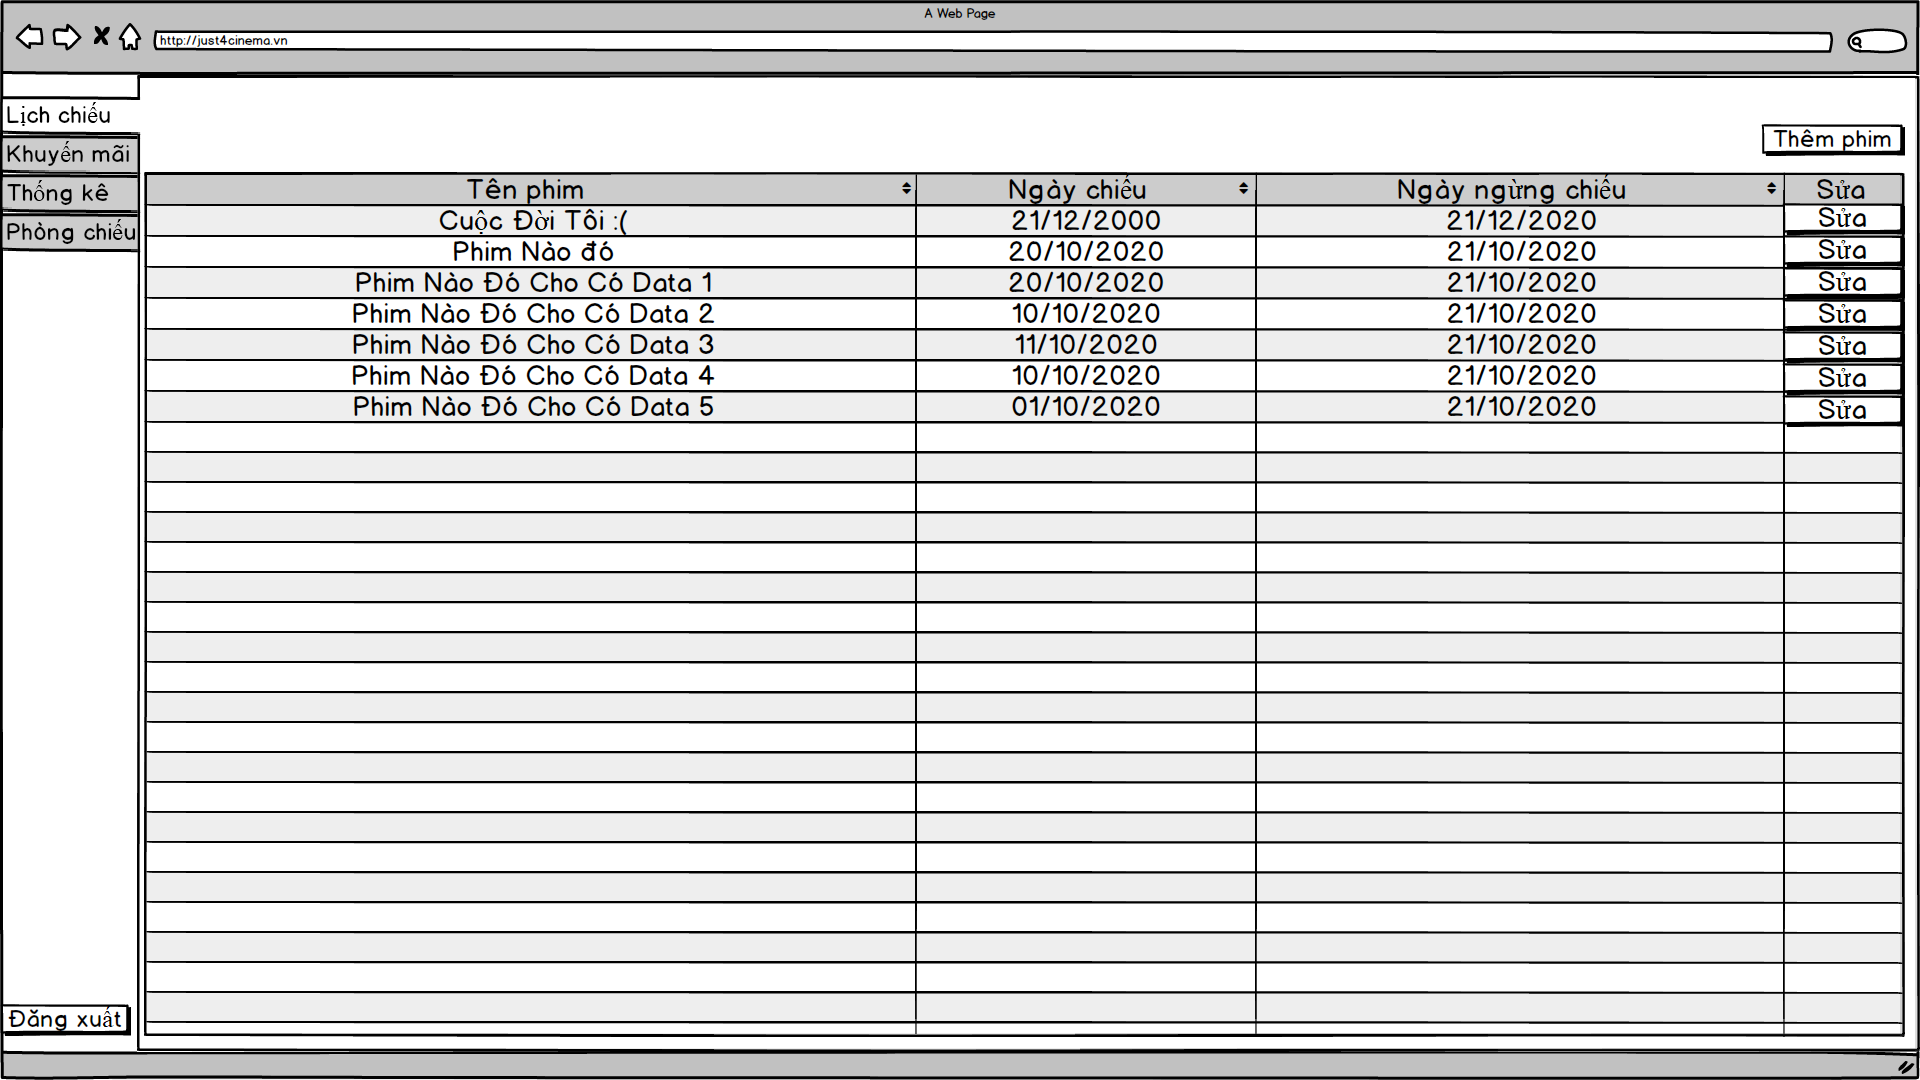 A Web Page
http://just4cinema.vn
Lịch chiếu
Khuyến mãi
Thống kê
Phòng chiếu
Thêm phim
Tên phim Ngày chiếu Ngày ngừng chiếu Sửa
Cuộc Đời Tôi :( 21/12/2000 21/12/2020 Sửa
Phim Nào đó 20/10/2020 21/10/2020 Sửa
Phim Nào Đó Cho Có Data 1 20/10/2020 21/10/2020 Sửa
Phim Nào Đó Cho Có Data 2 10/10/2020 21/10/2020 Sửa
Phim Nào Đó Cho Có Data 3 11/10/2020 21/10/2020 Sửa
Phim Nào Đó Cho Có Data 4 10/10/2020 21/10/2020 Sửa
Phim Nào Đó Cho Có Data 5 01/10/2020 21/10/2020 Sửa
Đăng xuất